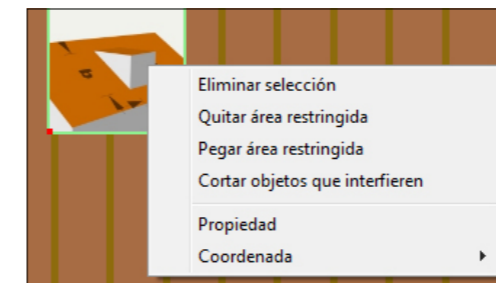 Eliminar selección
Quitar área restringida
Pegar área restringida
Cortar objetos que interfieren
Propiedad
Coordenada